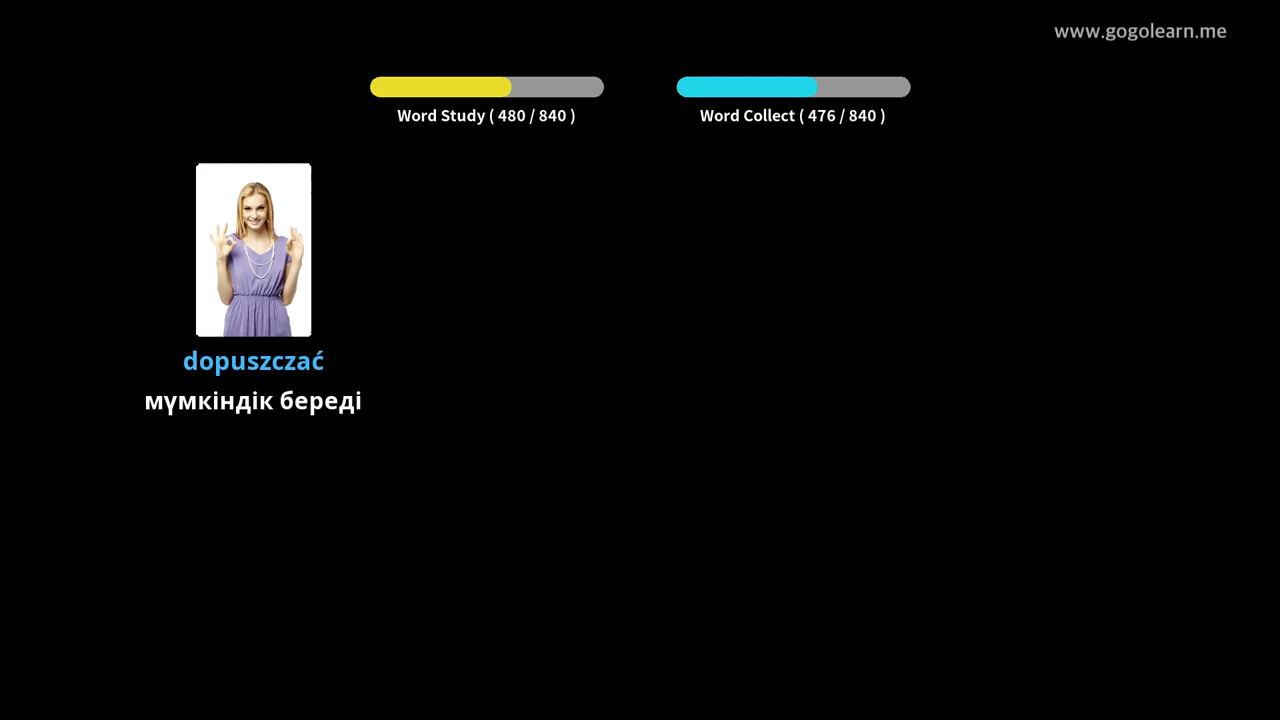 www.gogolearn.me
Word Study ( 480 / 840 )
Word Collect ( 476 / 840 )
dopuszczać
мүмкіндік береді